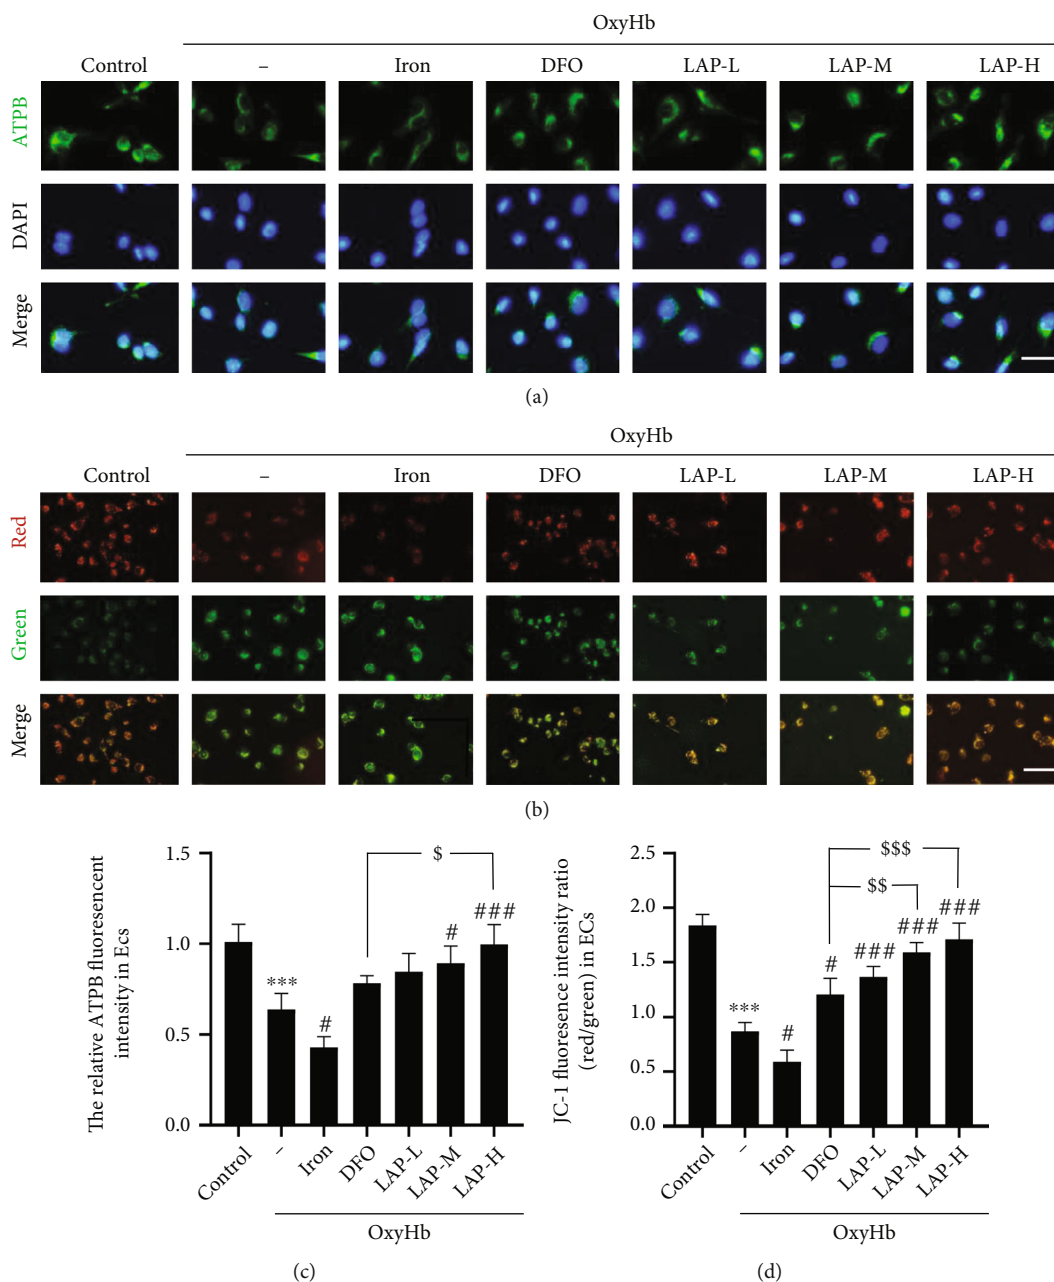 OxyHb
Control – Iron DFO LAP-L LAP-M LAP-H
ATPB
DAPI
Merge
(a)
OxyHb
Control – Iron DFO LAP-L LAP-M LAP-H
Red
Green
Merge
(b)
The relative ATPB fluoresencent
intensity in Ecs
1.5
1.0
0.5
0.0
***
#
#
###
$
Control – Iron DFO LAP-L LAP-M LAP-H
OxyHb
(c)
JC-1 fluoresence intensity ratio
(red/green) in ECs
2.5
2.0
1.5
1.0
0.5
0.0
***
#
#
###
###
###
$$
$$$
Control – Iron DFO LAP-L LAP-M LAP-H
OxyHb
(d)